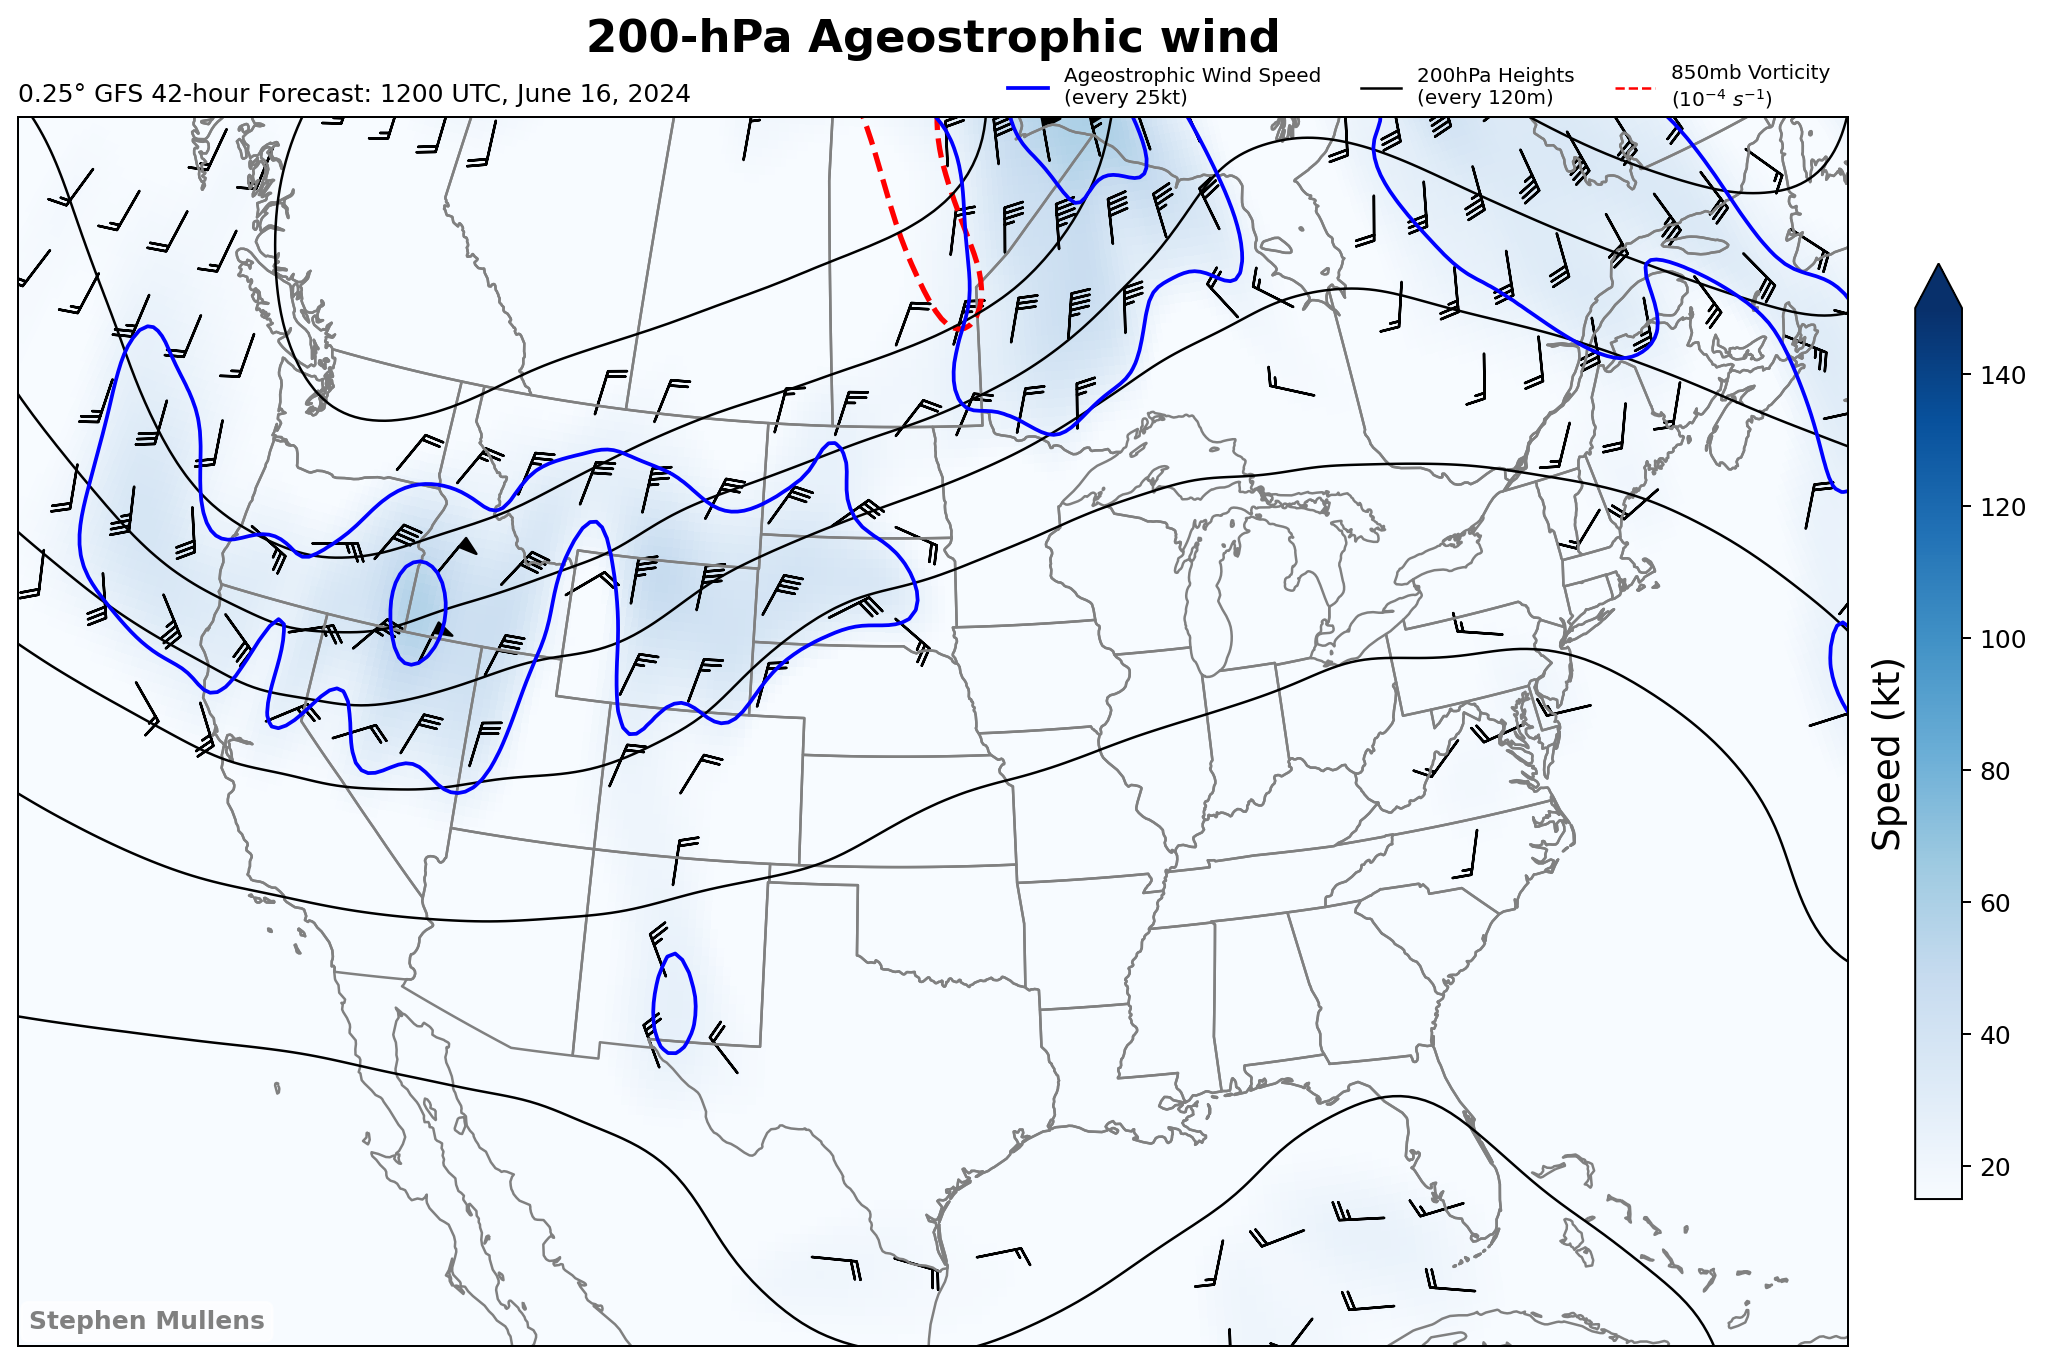 200-hPa Ageostrophic wind
0.25° GFS 42-hour Forecast: 1200 UTC, June 16, 2024
Ageostrophic Wind Speed
(every 25kt)
200hPa Heights
(every 120m)
850mb Vorticity
(10⁻⁴ s⁻¹)
140
120
100
80
60
40
20
Speed (kt)
Stephen Mullens